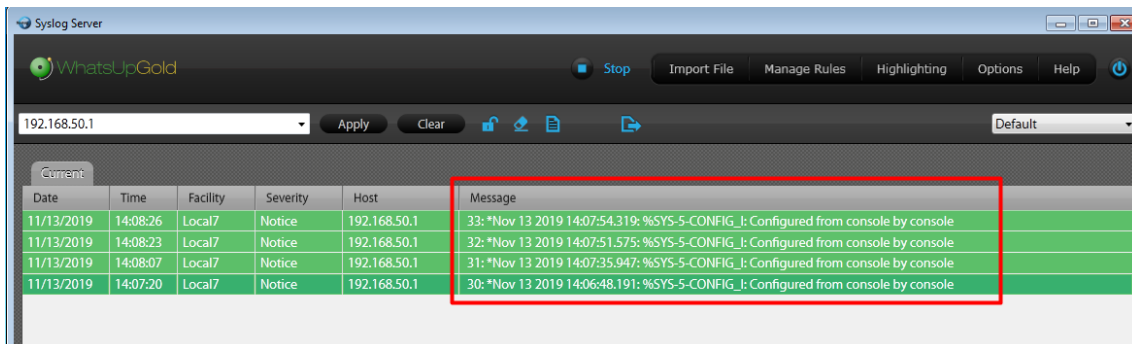 Syslog Server
WhatsUpGold
Stop Import File Manage Rules Highlighting Options Help
192.168.50.1 Apply Clear Default
Current
Date Time Facility Severity Host Message
11/13/2019 14:08:26 Local7 Notice 192.168.50.1 33: *Nov 13 2019 14:07:54.319: %SYS-5-CONFIG_I: Configured from console by console
11/13/2019 14:08:23 Local7 Notice 192.168.50.1 32: *Nov 13 2019 14:07:51.575: %SYS-5-CONFIG_I: Configured from console by console
11/13/2019 14:08:07 Local7 Notice 192.168.50.1 31: *Nov 13 2019 14:07:35.947: %SYS-5-CONFIG_I: Configured from console by console
11/13/2019 14:07:20 Local7 Notice 192.168.50.1 30: *Nov 13 2019 14:06:48.191: %SYS-5-CONFIG_I: Configured from console by console